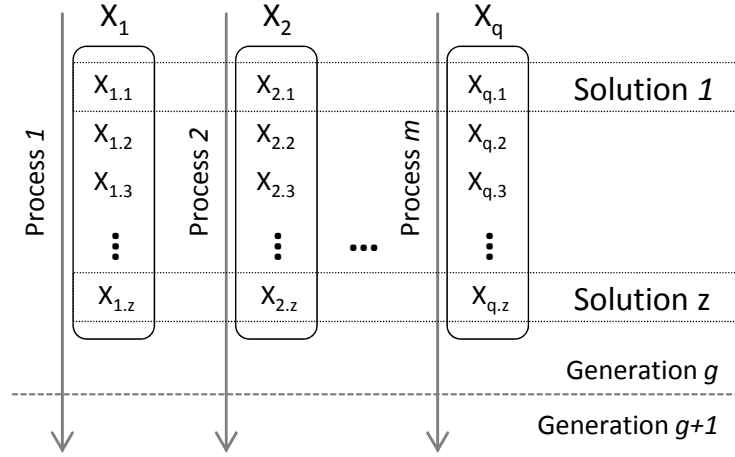 X1 X2 Xq
X1.1 X2.1 Xq.1 Solution 1
X1.2 X2.2 Xq.2
X1.3 X2.3 Xq.3
Process 1
Process 2
Process m
⋮ ⋮ ... ⋮
X1.z X2.z Xq.z Solution z
Generation g
Generation g+1